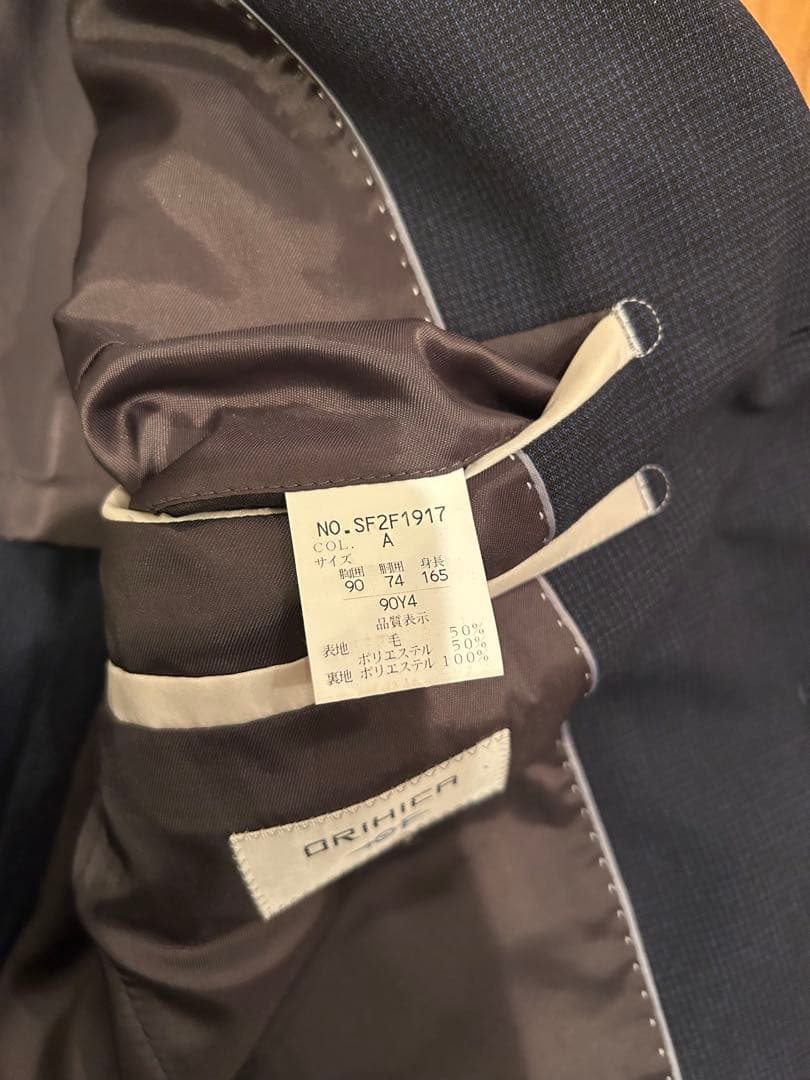 NO.SF2F1917
COL. A
サイズ
胸囲 胴囲 身長
90 74 165
90Y4
品質表示
表地 毛 50%
ポリエステル 50%
裏地 ポリエステル 100%
ORIHICA